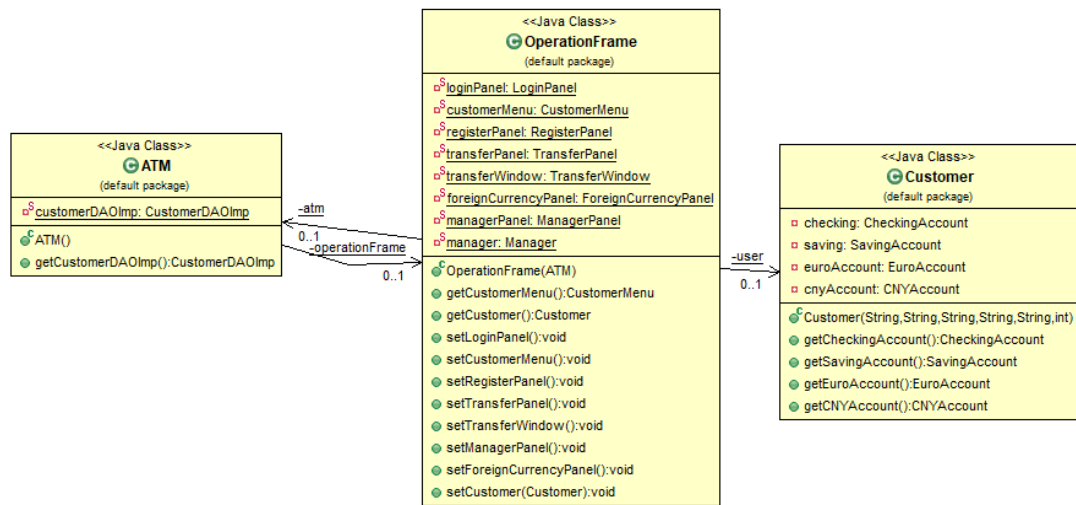 <<Java Class>>
ATM
(default package)
customerDAOImp: CustomerDAOImp
ATM()
getCustomerDAOImp():CustomerDAOImp
-atm
0..1
-operationFrame
0..1
<<Java Class>>
OperationFrame
(default package)
loginPanel: LoginPanel
customerMenu: CustomerMenu
registerPanel: RegisterPanel
transferPanel: TransferPanel
transferWindow: TransferWindow
foreignCurrencyPanel: ForeignCurrencyPanel
managerPanel: ManagerPanel
manager: Manager
OperationFrame(ATM)
getCustomerMenu():CustomerMenu
getCustomer():Customer
setLoginPanel():void
setCustomerMenu():void
setRegisterPanel():void
setTransferPanel():void
setTransferWindow():void
setManagerPanel():void
setForeignCurrencyPanel():void
setCustomer(Customer):void
-user
0..1
<<Java Class>>
Customer
(default package)
checking: CheckingAccount
saving: SavingAccount
euroAccount: EuroAccount
cnyAccount: CNYAccount
Customer(String,String,String,String,String,int)
getCheckingAccount():CheckingAccount
getSavingAccount():SavingAccount
getEuroAccount():EuroAccount
getCNYAccount():CNYAccount